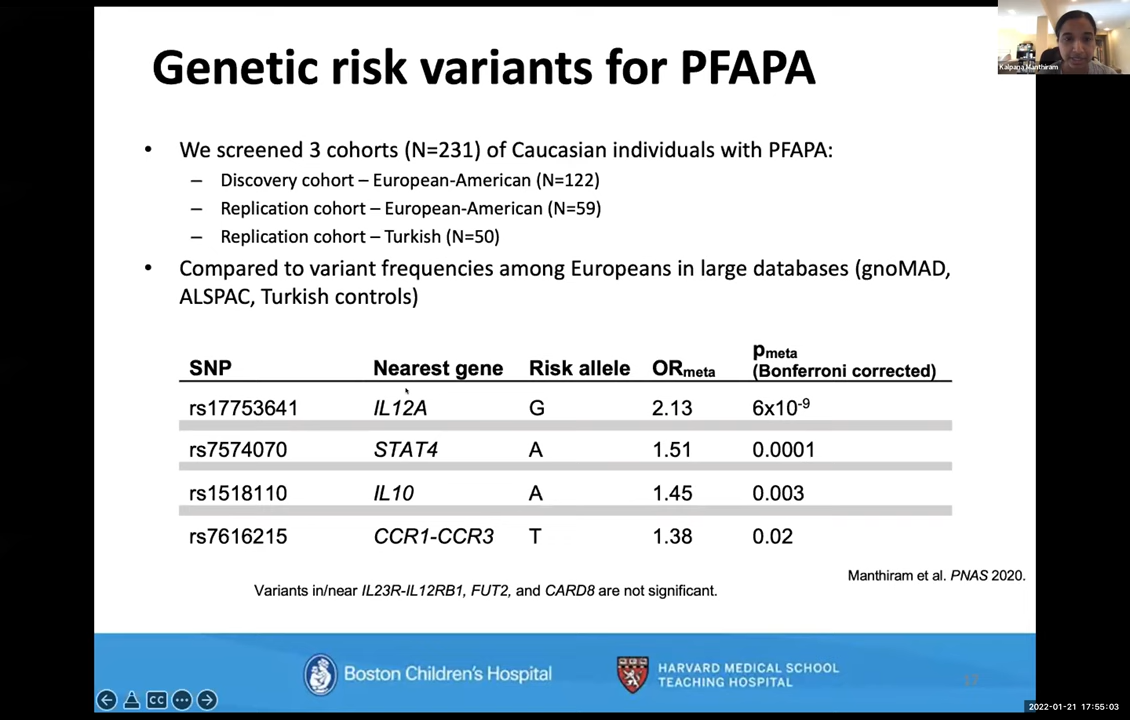 Genetic risk variants for PFAPA
Kalpana Manthiram
• We screened 3 cohorts (N=231) of Caucasian individuals with PFAPA:
– Discovery cohort – European-American (N=122)
– Replication cohort – European-American (N=59)
– Replication cohort – Turkish (N=50)
• Compared to variant frequencies among Europeans in large databases (gnoMAD,
ALSPAC, Turkish controls)
SNP Nearest gene Risk allele ORmeta pmeta (Bonferroni corrected)
rs17753641 IL12A G 2.13 6x10-9
rs7574070 STAT4 A 1.51 0.0001
rs1518110 IL10 A 1.45 0.003
rs7616215 CCR1-CCR3 T 1.38 0.02
Manthiram et al. PNAS 2020.
Variants in/near IL23R-IL12RB1, FUT2, and CARD8 are not significant.
Boston Children's Hospital
HARVARD MEDICAL SCHOOL
TEACHING HOSPITAL
17
CC
2022-01-21 17:55:03